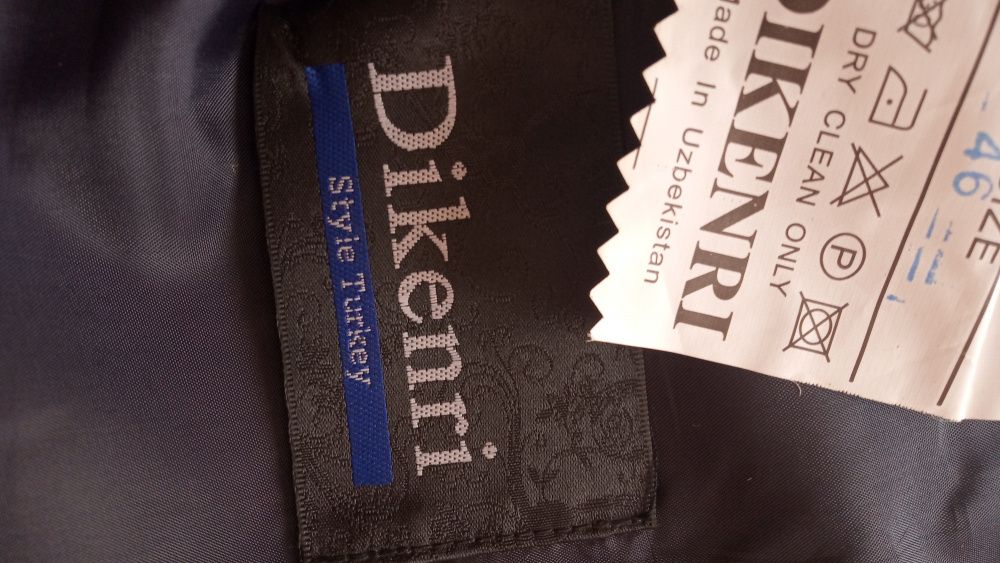 Dikenri
Style Turkey
DIKENRI
Made In Uzbekistan
DRY CLEAN ONLY
P
46